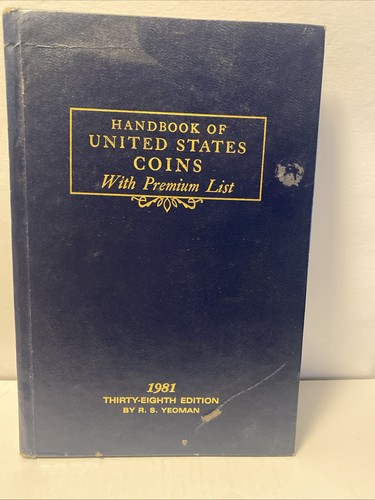 HANDBOOK OF
UNITED STATES
COINS
With Premium List
1981
THIRTY-EIGHTH EDITION
BY R. S. YEOMAN